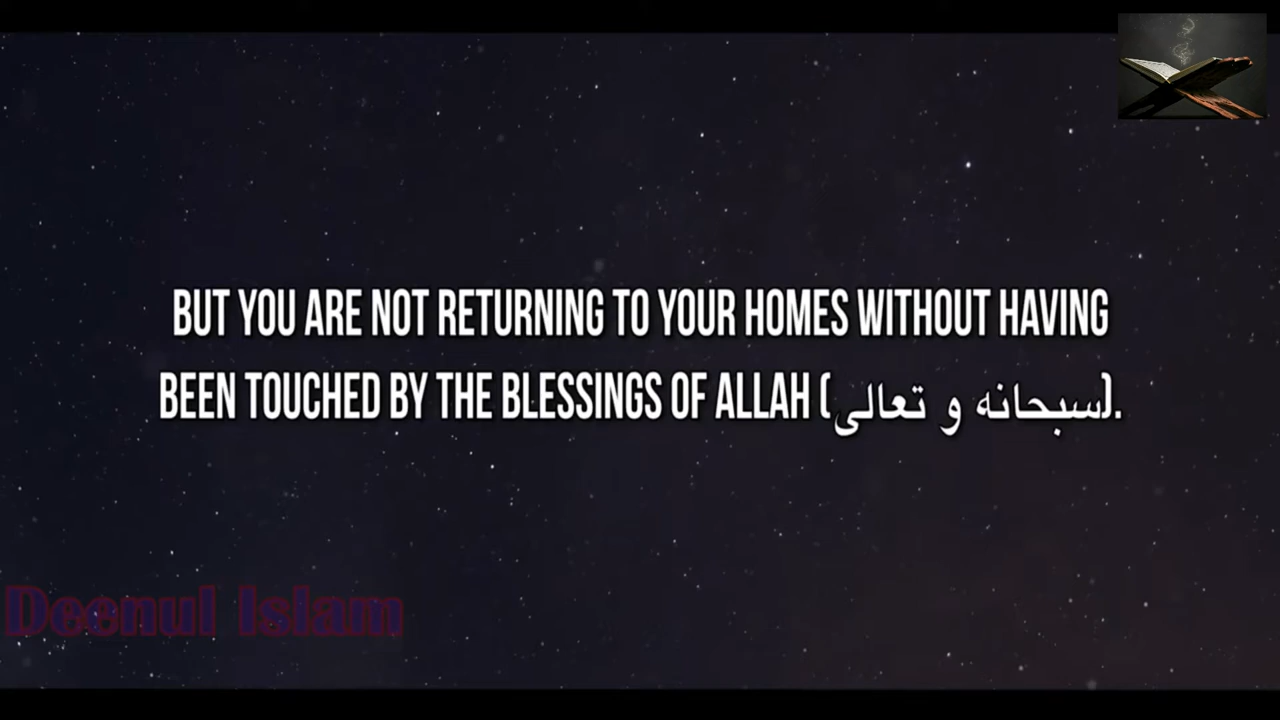 BUT YOU ARE NOT RETURNING TO YOUR HOMES WITHOUT HAVING
BEEN TOUCHED BY THE BLESSINGS OF ALLAH (سبحانه و تعالى).
Deenul Islam